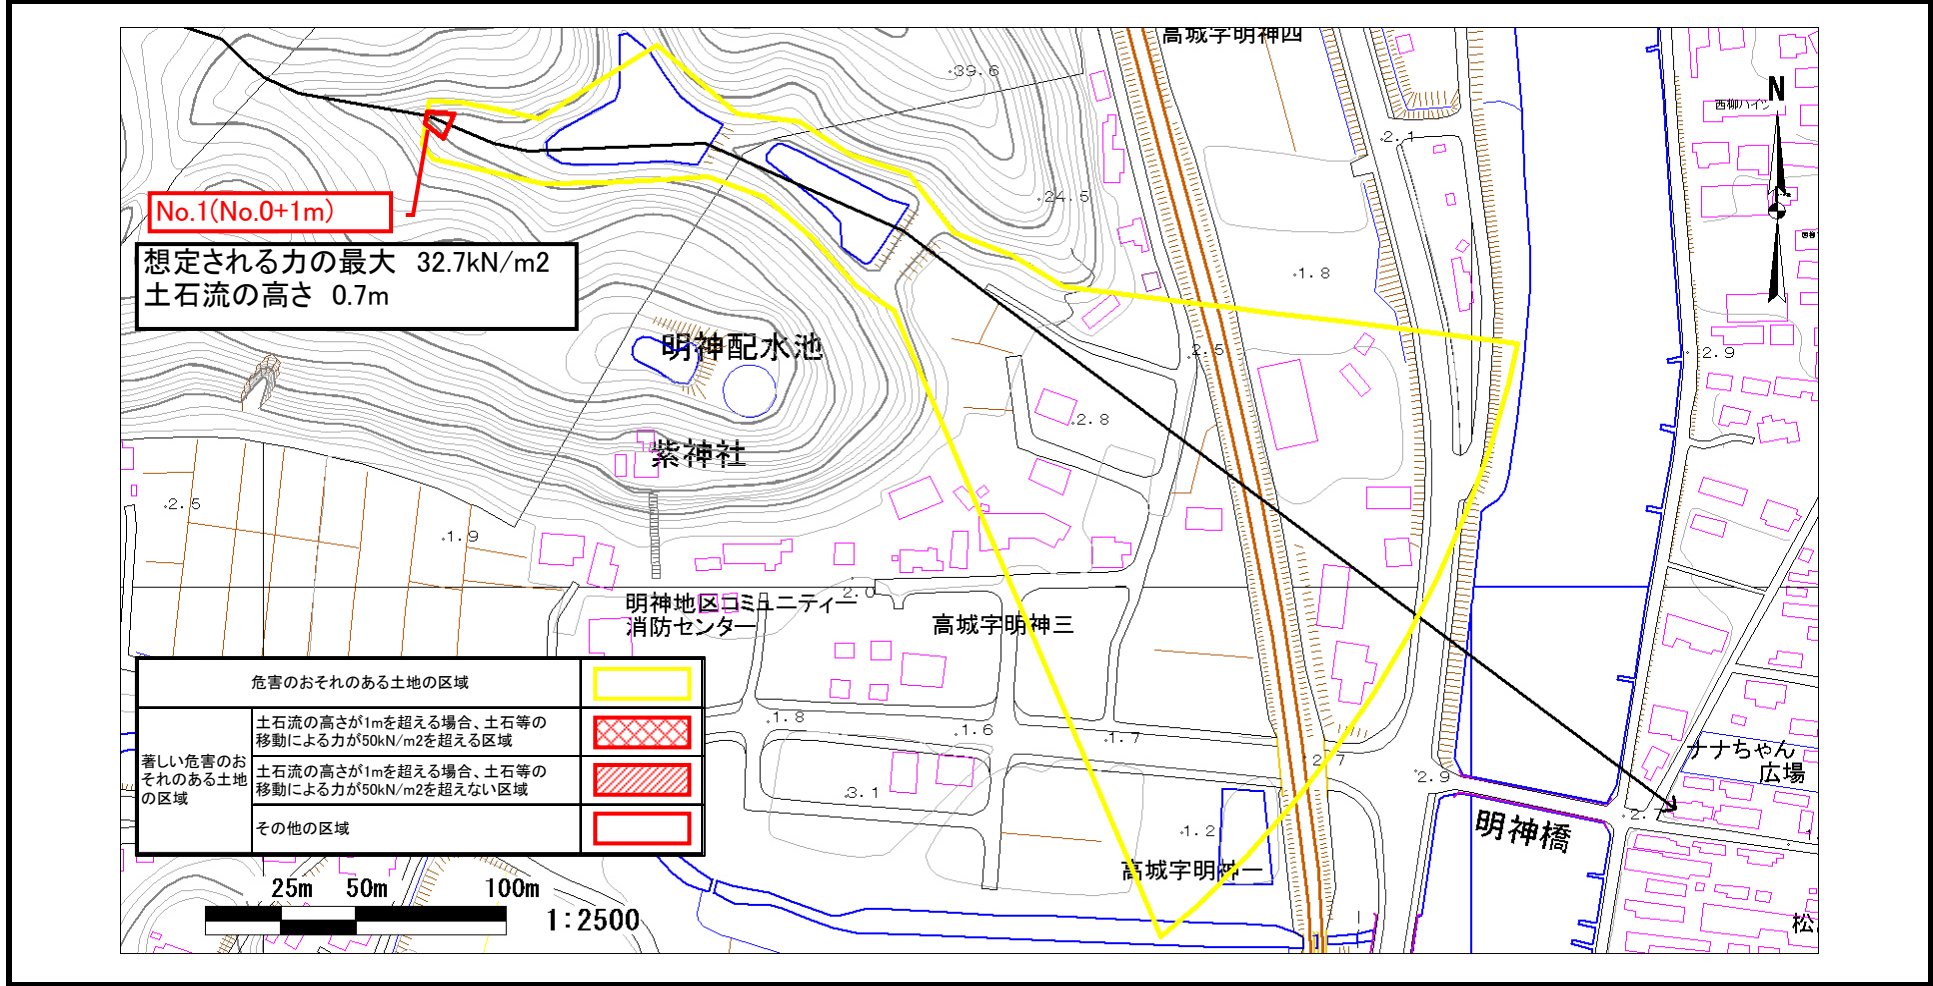 高城字明神四
39.6
西柳ハイツ
N
2.1
24.5
No.1(No.0+1m)
想定される力の最大 32.7kN/m2
土石流の高さ 0.7m
1.8
明神配水池
2.5
2.9
2.8
紫神社
2.5
1.9
明神地区コミュニティー
消防センター
2.0
高城字明神三
危害のおそれのある土地の区域
著しい危害のお
それのある土地
の区域
土石流の高さが1mを超える場合、土石等の
移動による力が50kN/m2を超える区域
土石流の高さが1mを超える場合、土石等の
移動による力が50kN/m2を超えない区域
その他の区域
1.8
1.6
1.7
2.7
2.9
ナナちゃん
広場
3.1
1.2
明神橋
高城字明神一
25m 50m 100m
1:2500
松